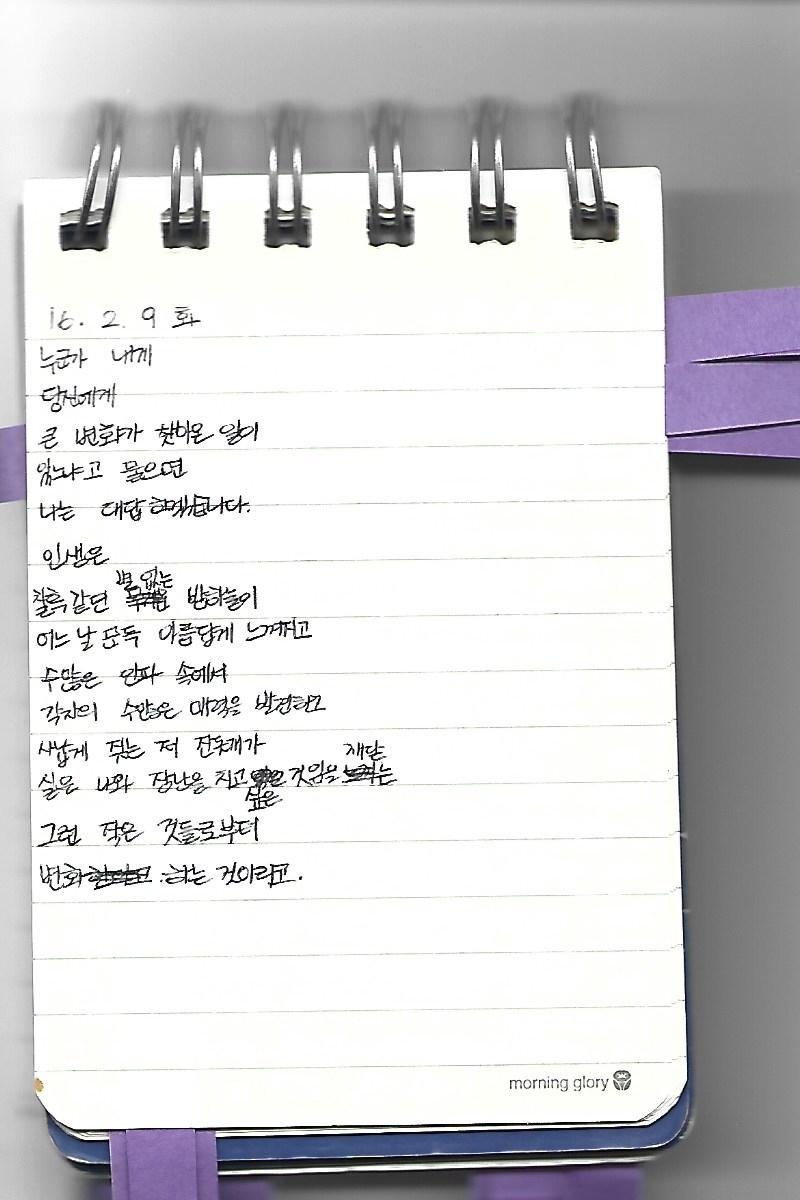 16. 2. 9 화
누군가 내게
당신에게
큰 변화가 찾아온 일이
있느냐고 물으면
나는 대답하겠습니다.
인생은
칠흑같던 별 없는 밤하늘이
어느 날 문득 아름답게 느껴지고
수많은 인파 속에서
각자의 수많은 매력을 발견하고
사납게 짖는 저 진돗개가
실은 나와 장난을 치고 싶은 것임을 깨닫는
그런 작은 것들로부터
변화 하는 것이라고.
morning glory